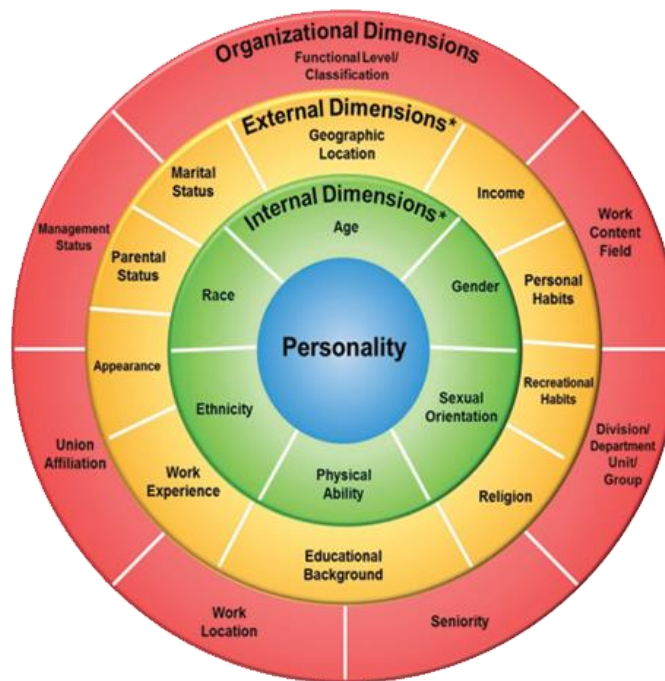 Organizational Dimensions
Functional Level/
Classification
External Dimensions*
Geographic
Location
Marital
Status
Income
Internal Dimensions*
Age
Management
Status
Work
Content
Field
Parental
Status
Personal
Habits
Race
Gender
Personality
Appearance
Recreational
Habits
Ethnicity
Sexual
Orientation
Union
Affiliation
Division/
Department
Unit/
Group
Work
Experience
Physical
Ability
Religion
Educational
Background
Work
Location
Seniority